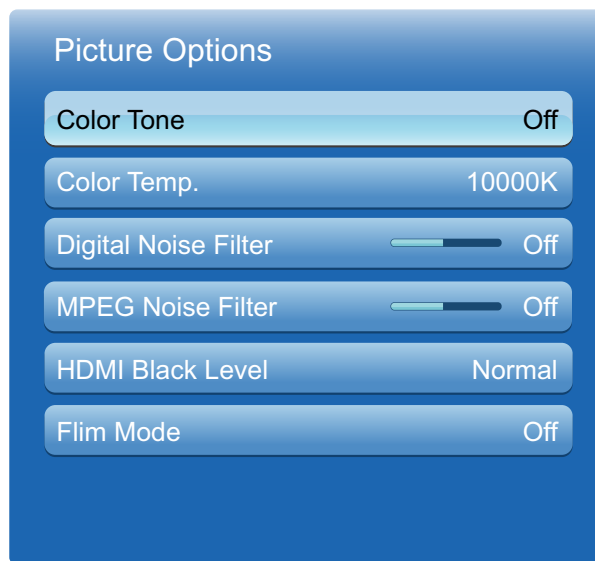 Picture Options
Color Tone Off
Color Temp. 10000K
Digital Noise Filter Off
MPEG Noise Filter Off
HDMI Black Level Normal
Flim Mode Off